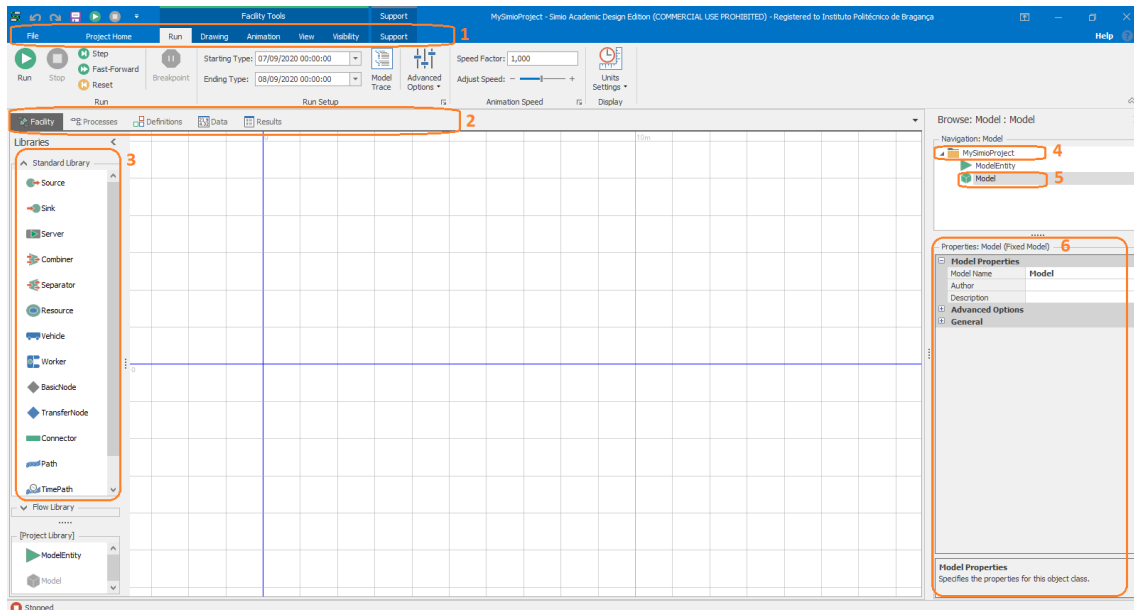 Facility Tools Support MySimioProject - Simio Academic Design Edition (COMMERCIAL USE PROHIBITED) - Registered to Instituto Politécnico de Bragança
File Project Home Run Drawing Animation View Visibility Support 1 Help
Run Stop Step Fast-Forward Reset Breakpoint
Starting Type: 07/09/2020 00:00:00
Ending Type: 08/09/2020 00:00:00
Model Trace Advanced Options
Speed Factor: 1,000
Adjust Speed: − +
Units Settings
Run Run Setup Animation Speed Display
Facility Processes Definitions Data Results 2
Libraries
Standard Library 3
Source
Sink
Server
Combiner
Separator
Resource
Vehicle
Worker
BasicNode
TransferNode
Connector
Path
TimePath
Flow Library
[Project Library]
ModelEntity
Model
0
10m
0
Browse: Model : Model
Navigation: Model
MySimioProject 4
ModelEntity
Model 5
Properties: Model (Fixed Model) 6
Model Properties
Model Name Model
Author
Description
Advanced Options
General
Model Properties
Specifies the properties for this object class.
Stopped